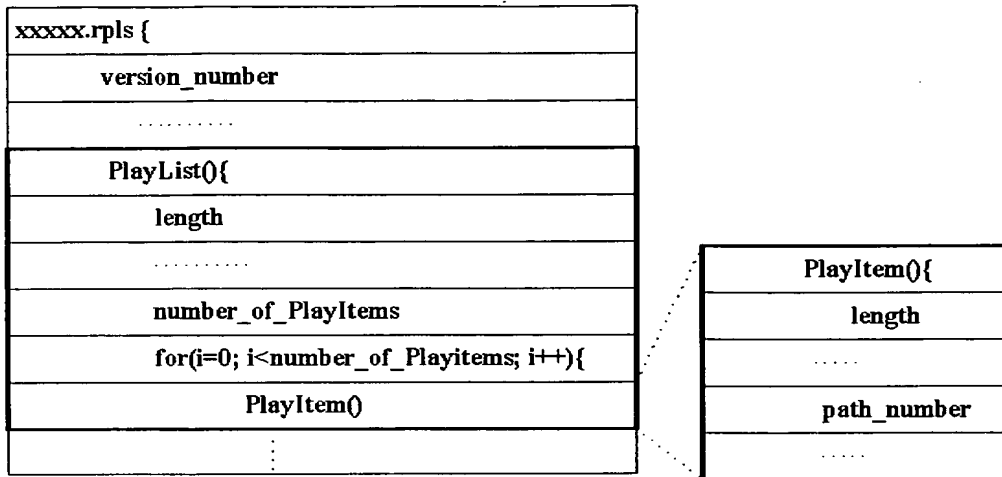 xxxxx.rpls {
version_number
..........
PlayList(){
length
..........
number_of_PlayItems
for(i=0; i<number_of_Playitems; i++){
PlayItem()
PlayItem(){
length
.....
path_number
.....